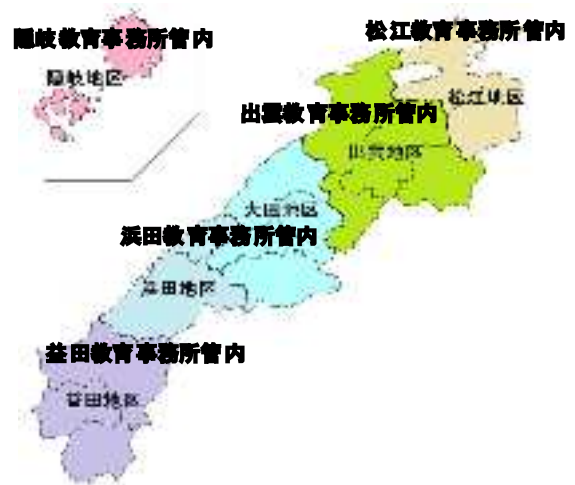 松江教育事務所管内
隠岐教育事務所管内
隠岐地区
松江地区
出雲教育事務所管内
出雲地区
大田地区
浜田教育事務所管内
浜田地区
益田教育事務所管内
益田地区